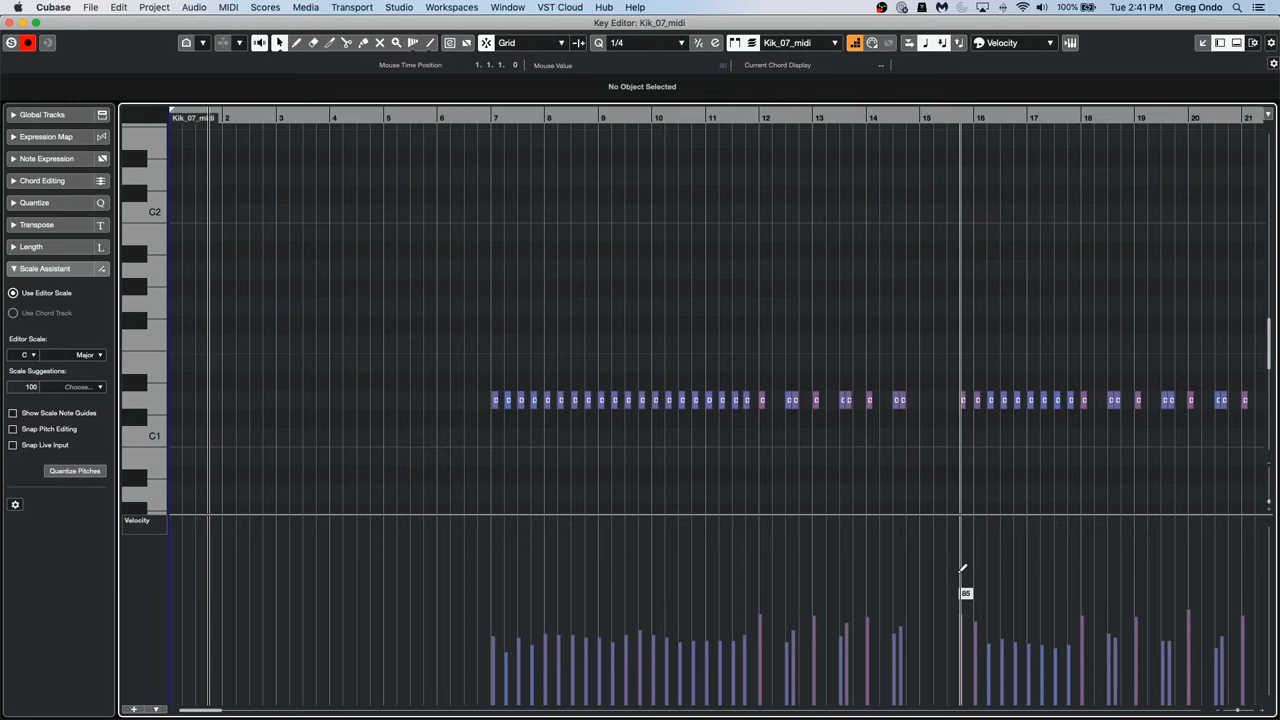 Cubase File Edit Project Audio MIDI Scores Media Transport Studio Workspaces Window VST Cloud Hub Help 100% Tue 2:41 PM Greg Ondo
Key Editor: Kik_07_midi
S Grid Q 1/4 Kik_07_midi Velocity
Mouse Time Position 1. 1. 1. 0 Mouse Value Current Chord Display --
No Object Selected
Global Tracks
Expression Map
Note Expression
Chord Editing
Quantize Q
Transpose T
Length L
Scale Assistant
Use Editor Scale
Use Chord Track
Editor Scale:
C Major
Scale Suggestions:
100 Choose...
Show Scale Note Guides
Snap Pitch Editing
Snap Live Input
Quantize Pitches
Kik_07_midi 2 3 4 5 6 7 8 9 10 11 12 13 14 15 16 17 18 19 20 21
C2
C1
Velocity
85